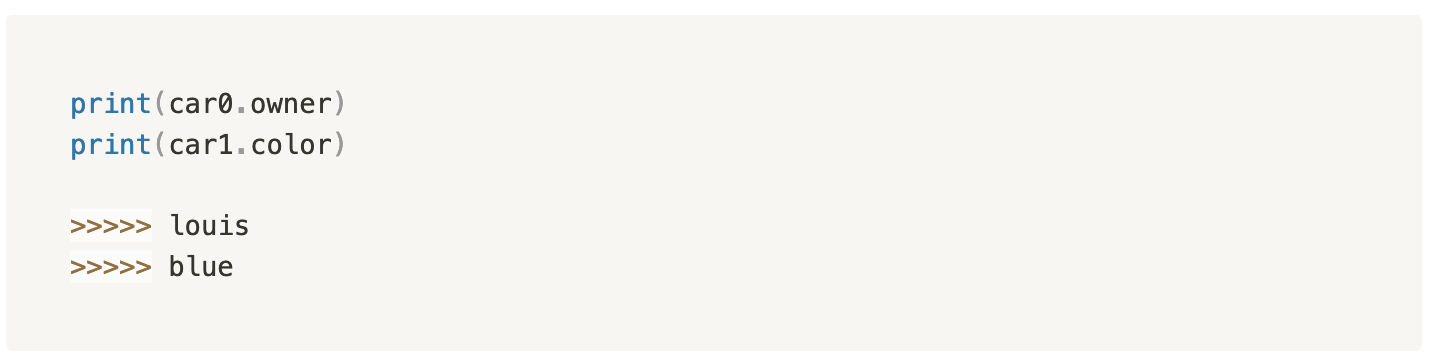 print(car0.owner)
print(car1.color)
>>>>> louis
>>>>> blue